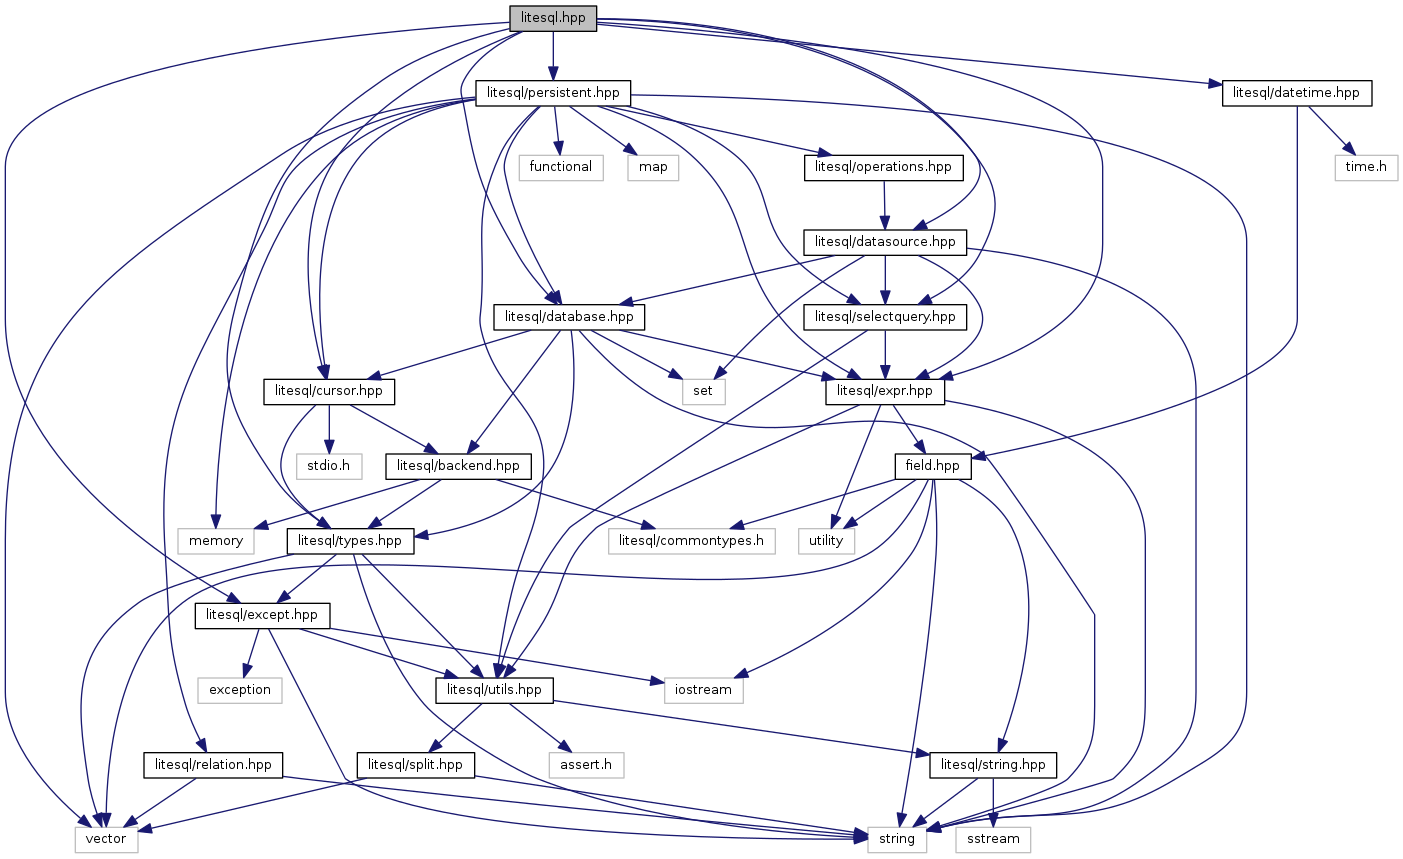 litesql.hpp
litesql/persistent.hpp
litesql/datetime.hpp
functional
map
litesql/operations.hpp
time.h
litesql/datasource.hpp
litesql/database.hpp
litesql/selectquery.hpp
litesql/cursor.hpp
set
litesql/expr.hpp
stdio.h
litesql/backend.hpp
field.hpp
memory
litesql/types.hpp
litesql/commontypes.h
utility
litesql/except.hpp
exception
litesql/utils.hpp
iostream
litesql/relation.hpp
litesql/split.hpp
assert.h
litesql/string.hpp
vector
string
sstream